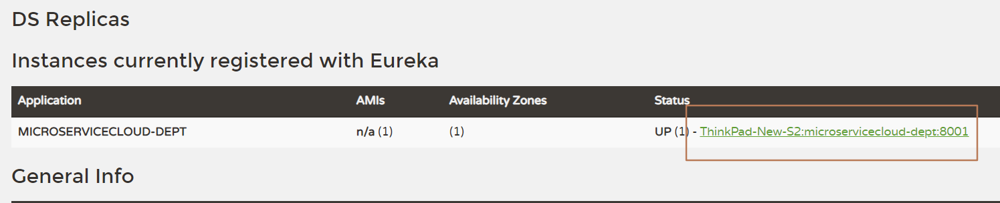 DS Replicas
Instances currently registered with Eureka
Application AMIs Availability Zones Status
MICROSERVICECLOUD-DEPT n/a (1) (1) UP (1) - ThinkPad-New-S2:microservicecloud-dept:8001
General Info